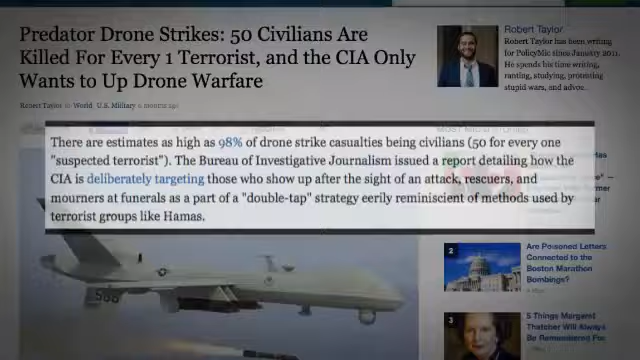 Predator Drone Strikes: 50 Civilians Are
Killed For Every 1 Terrorist, and the CIA Only
Wants to Up Drone Warfare
Robert Taylor in World, U.S. Military 6 months ago
Robert Taylor
Robert Taylor has been writing
for PolicyMic since January 2011.
He spends his time writing,
ranting, studying, protesting
stupid wars, and advoc..
There are estimates as high as 98% of drone strike casualties being civilians (50 for every one
"suspected terrorist"). The Bureau of Investigative Journalism issued a report detailing how the
CIA is deliberately targeting those who show up after the sight of an attack, rescuers, and
mourners at funerals as a part of a "double-tap" strategy eerily reminiscent of methods used by
terrorist groups like Hamas.
2
Are Poisoned Letters
Connected to the
Boston Marathon
Bombings?
3
5 Things Margaret
Thatcher Will Always
Be Remembered For